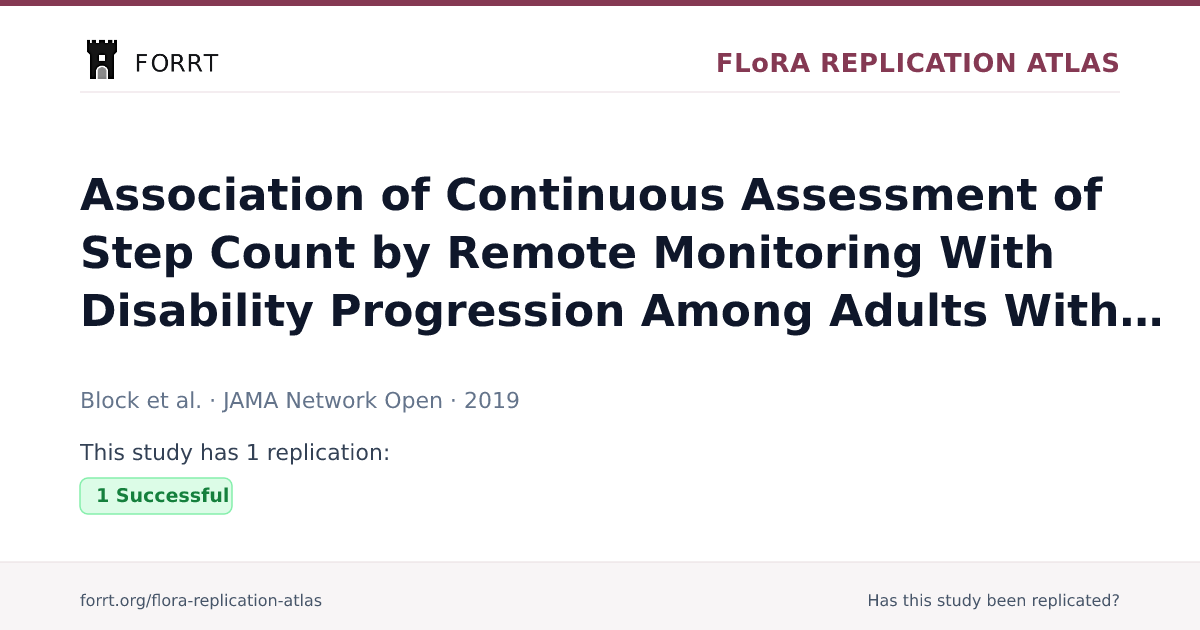 FORRT
FLoRA REPLICATION ATLAS
Association of Continuous Assessment of
Step Count by Remote Monitoring With
Disability Progression Among Adults With…
Block et al. · JAMA Network Open · 2019
This study has 1 replication:
1 Successful
forrt.org/flora-replication-atlas
Has this study been replicated?